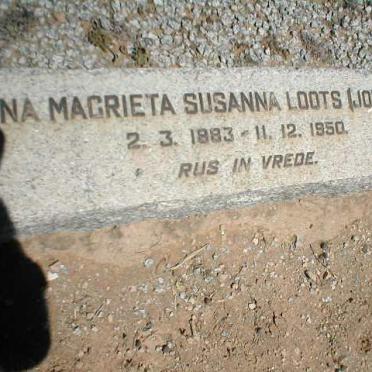 NA MAGRIETA SUSANNA LOOTS (JO
2. 3. 1883 - 11. 12. 1950.
RUS IN VREDE.